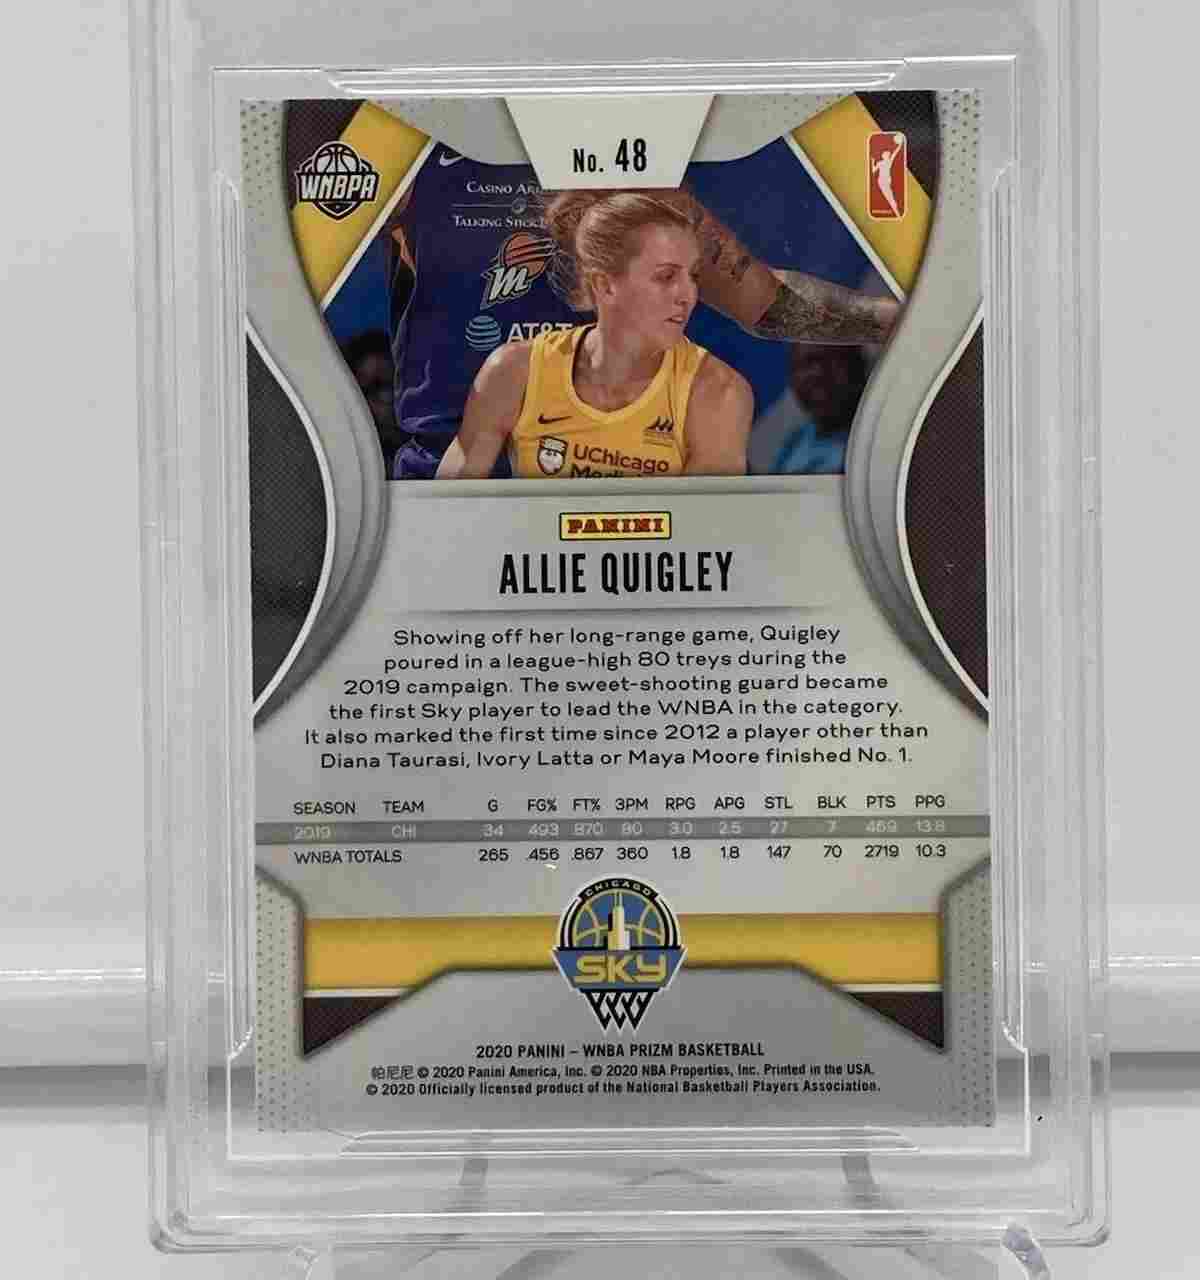 No. 48
WNBPA
CASINO
TALKING STICK
M
AT&T
UChicago
PANINI
ALLIE QUIGLEY
Showing off her long-range game, Quigley
poured in a league-high 80 treys during the
2019 campaign. The sweet-shooting guard became
the first Sky player to lead the WNBA in the category.
It also marked the first time since 2012 a player other than
Diana Taurasi, Ivory Latta or Maya Moore finished No. 1.
SEASON TEAM G FG% FT% 3PM RPG APG STL BLK PTS PPG
2019 CHI 34 .493 .870 80 3.0 2.5 27 7 469 13.8
WNBA TOTALS 265 .456 .867 360 1.8 1.8 147 70 2719 10.3
CHICAGO
SKY
2020 PANINI – WNBA PRIZM BASKETBALL
帕尼尼 © 2020 Panini America, Inc. © 2020 NBA Properties, Inc. Printed in the USA.
© 2020 Officially licensed product of the National Basketball Players Association.